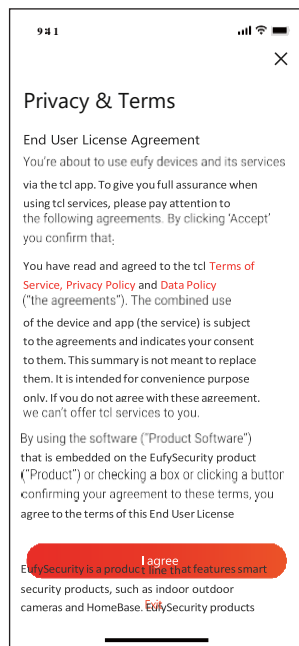 9:41
Privacy & Terms
End User License Agreement
You're about to use eufy devices and its services
via the tcl app. To give you full assurance when
using tcl services, please pay attention to
the following agreements. By clicking 'Accept'
you confirm that:
You have read and agreed to the tcl Terms of
Service, Privacy Policy and Data Policy
("the agreements"). The combined use
of the device and app (the service) is subject
to the agreements and indicates your consent
to them. This summary is not meant to replace
them. It is intended for convenience purpose
only. If you do not agree with these agreement,
we can't offer tcl services to you.
By using the software ("Product Software")
that is embedded on the EufySecurity product
("Product") or checking a box or clicking a button
confirming your agreement to these terms, you
agree to the terms of this End User License
I agree
EufySecurity is a product line that features smart
security products, such as indoor outdoor
cameras and HomeBase. EufySecurity products
Exit